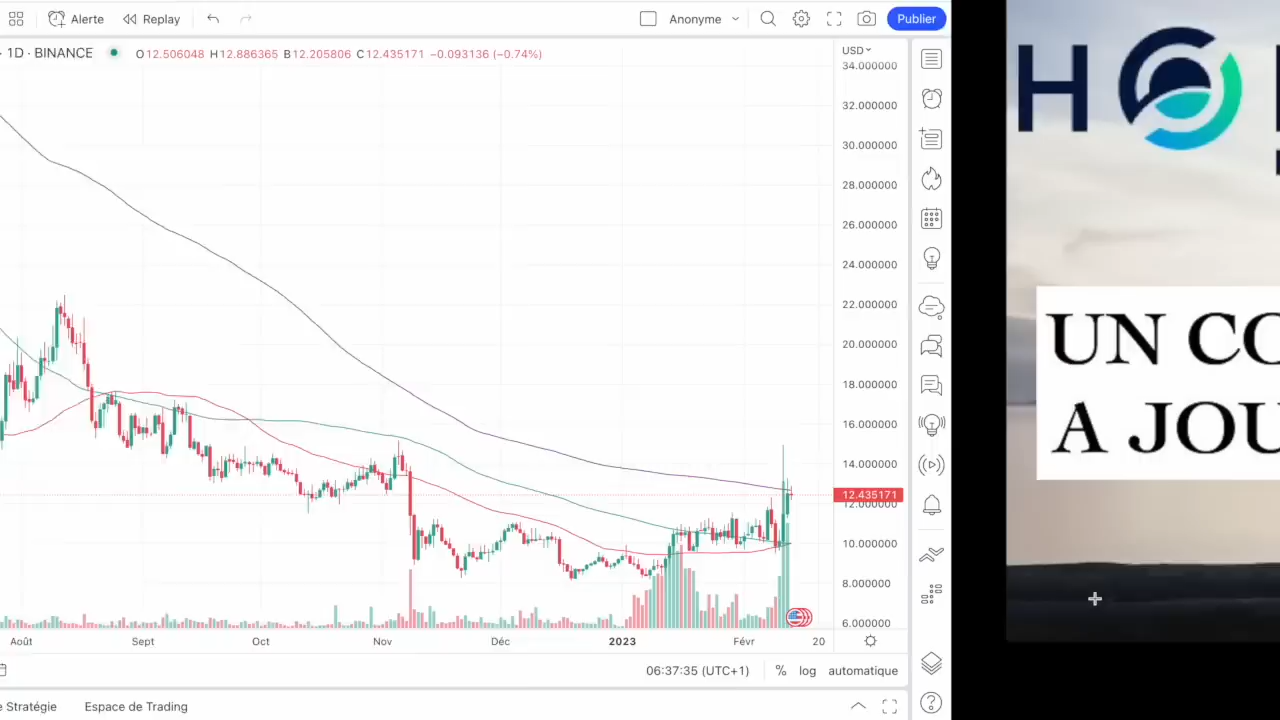 Alerte Replay Anonyme Publier
· 1D · BINANCE O12.506048 H12.886365 B12.205806 C12.435171 −0.093136 (−0.74%)
USD
34.000000
32.000000
30.000000
28.000000
26.000000
24.000000
22.000000
20.000000
18.000000
16.000000
14.000000
12.435171
12.000000
10.000000
8.000000
6.000000
Août Sept Oct Nov Déc 2023 Févr 20
06:37:35 (UTC+1) % log automatique
e Stratégie Espace de Trading
HO
UN CO
A JOU